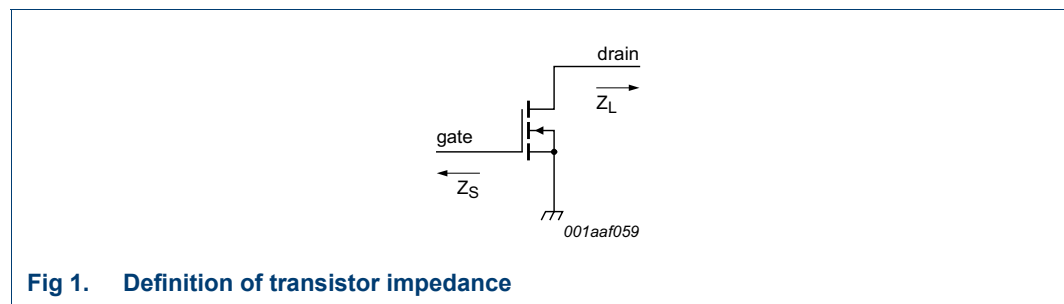 drain
Z_L
gate
Z_S
001aaf059
Fig 1. Definition of transistor impedance